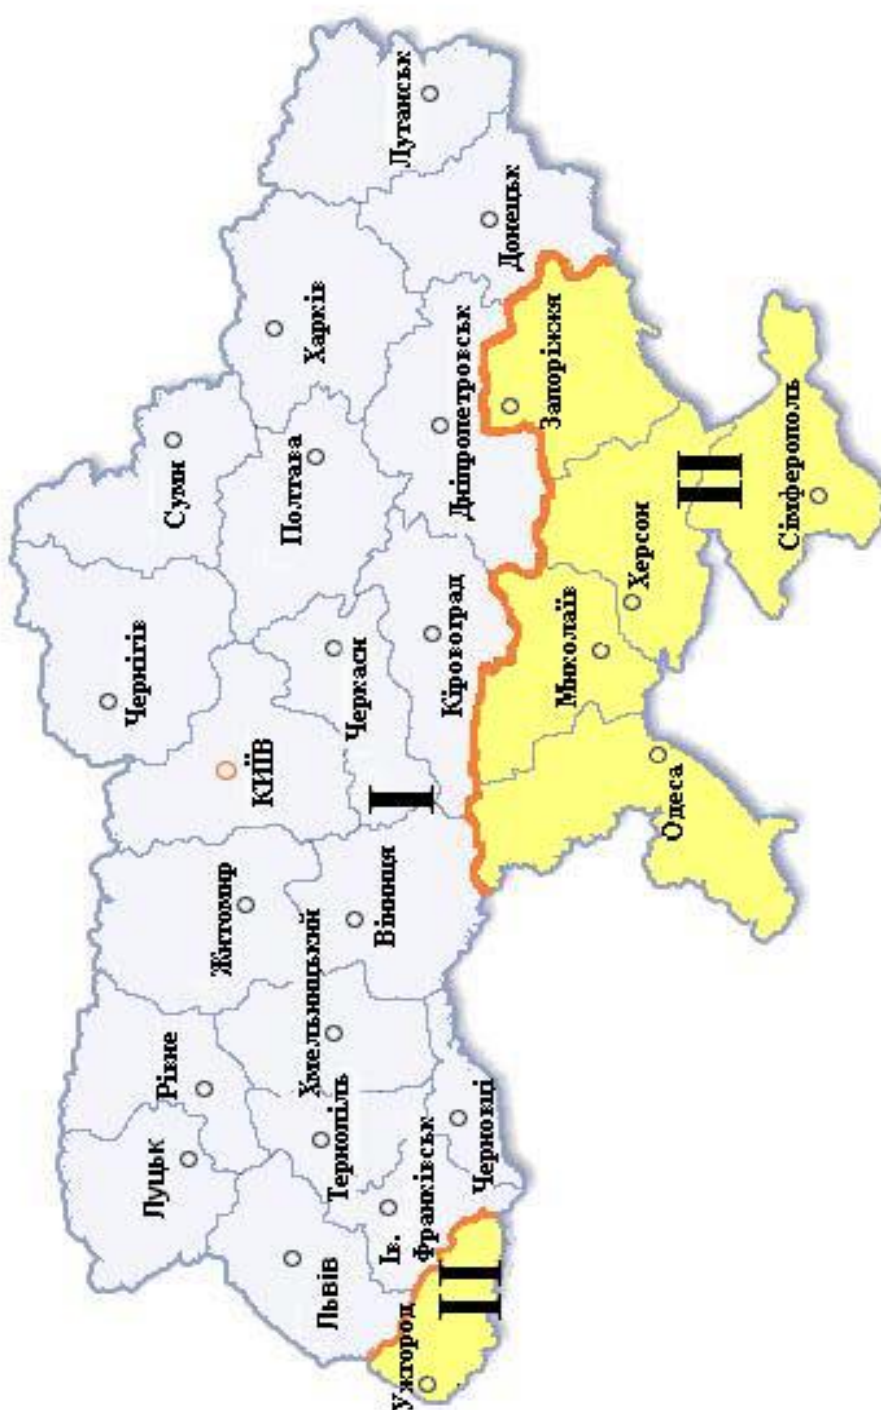 Чернігів
Суми
Луцьк
Рівне
Житомир
КИЇВ
Харків
Полтава
Львів
Тернопіль
Хмельницький
Черкаси
Луганськ
Ів.
Франківськ
Вінниця
I
Кіровоград
Дніпропетровськ
Донецьк
Ужгород
II
Чернівці
Запоріжжя
Миколаїв
Херсон
Одеса
II
Сімферополь